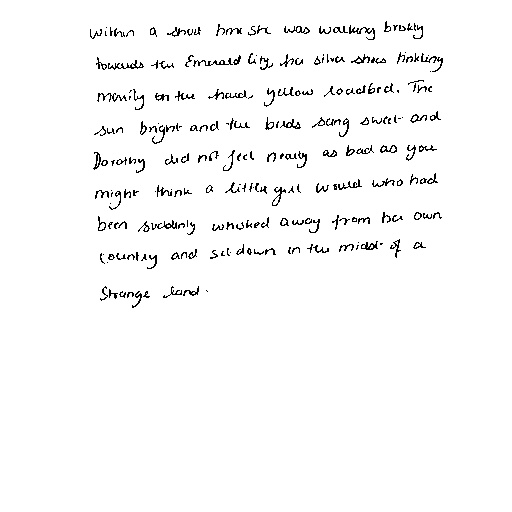 Within a short time she was walking briskly
towards the Emerald City, her silver shoes tinkling
merrily on the hard, yellow roadbed. The
sun bright and the birds sang sweet and
Dorothy did not feel nearly as bad as you
might think a little girl would who had
been suddenly whisked away from her own
country and set down in the midst of a
strange land.